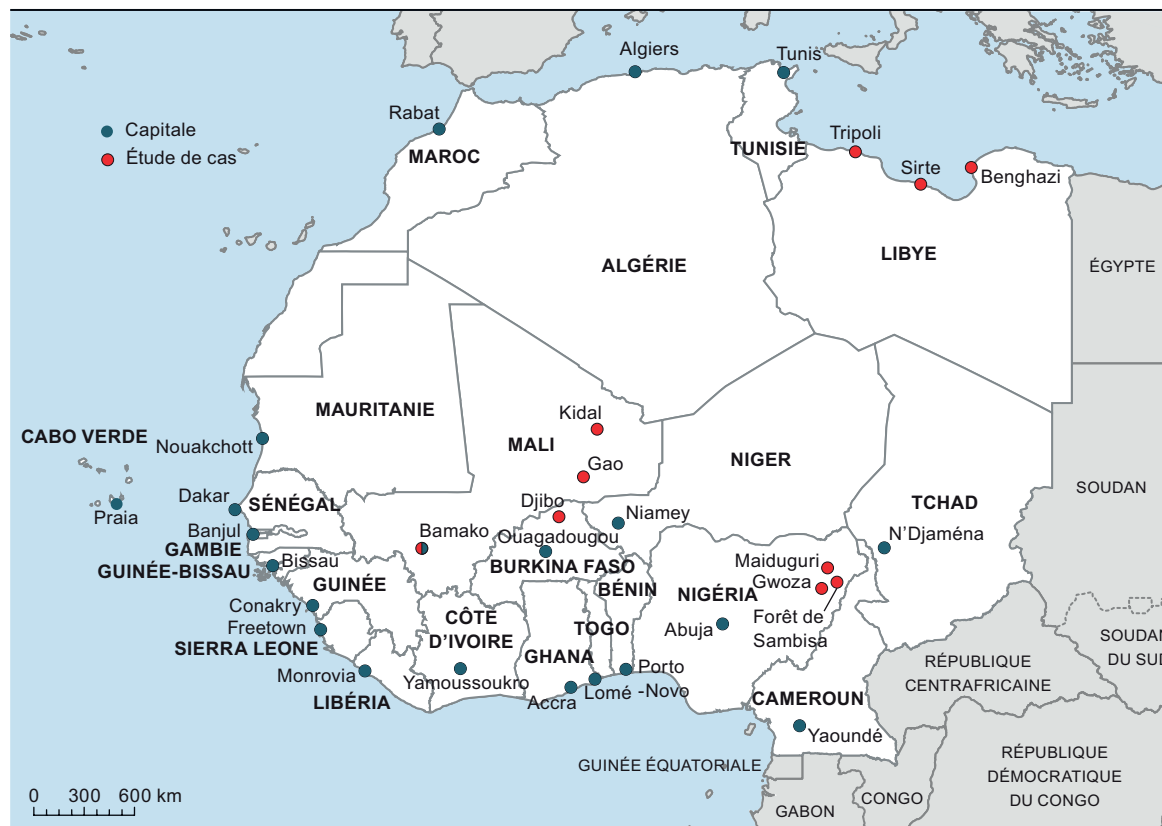 Algiers
Tunis
Rabat
Capitale
Étude de cas
MAROC
TUNISIE
Tripoli
Sirte
Benghazi
ALGÉRIE
LIBYE
ÉGYPTE
MAURITANIE
Kidal
MALI
Gao
NIGER
CABO VERDE
Nouakchott
Praia
Dakar
SÉNÉGAL
Djibo
Niamey
TCHAD
SOUDAN
Banjul
GAMBIE
Bamako
Ouagadougou
N'Djaména
GUINÉE-BISSAU
Bissau
BURKINA FASO
Maiduguri
Gwoza
GUINÉE
BÉNIN
NIGÉRIA
Conakry
CÔTE
D'IVOIRE
Forêt de
Sambisa
Freetown
TOGO
Abuja
SIERRA LEONE
GHANA
SOUDAN
DU SUD
Monrovia
Yamoussoukro
Porto
-Novo
RÉPUBLIQUE
CENTRAFRICAINE
LIBÉRIA
Accra
Lomé
CAMEROUN
Yaoundé
GUINÉE ÉQUATORIALE
RÉPUBLIQUE
DÉMOCRATIQUE
DU CONGO
GABON
CONGO
0 300 600 km